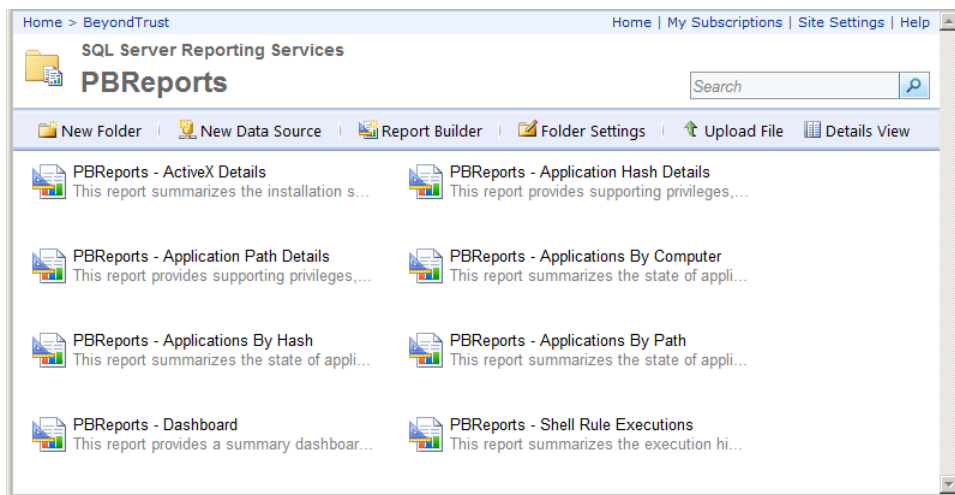 Home > BeyondTrust Home | My Subscriptions | Site Settings | Help
SQL Server Reporting Services
PBReports
Search
New Folder New Data Source Report Builder Folder Settings Upload File Details View
PBReports - ActiveX Details PBReports - Application Hash Details
This report summarizes the installation s... This report provides supporting privileges,...
PBReports - Application Path Details PBReports - Applications By Computer
This report provides supporting privileges,... This report summarizes the state of appli...
PBReports - Applications By Hash PBReports - Applications By Path
This report summarizes the state of appli... This report summarizes the state of appli...
PBReports - Dashboard PBReports - Shell Rule Executions
This report provides a summary dashboar... This report summarizes the execution hi...